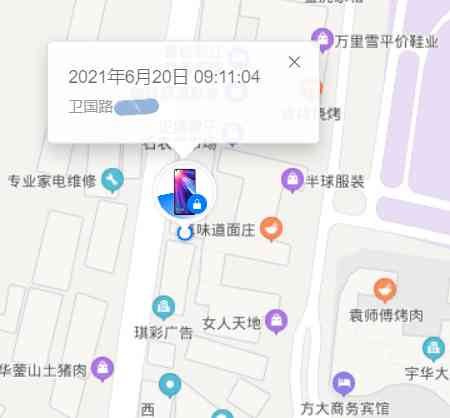 万里雪平价鞋业
2021年6月20日 09:11:04
卫国路
专业家电维修
半球服装
味道面庄
袁师傅烤肉
女人天地
琪彩广告
宇华大
华蓥山土猪肉
西
方大商务宾馆